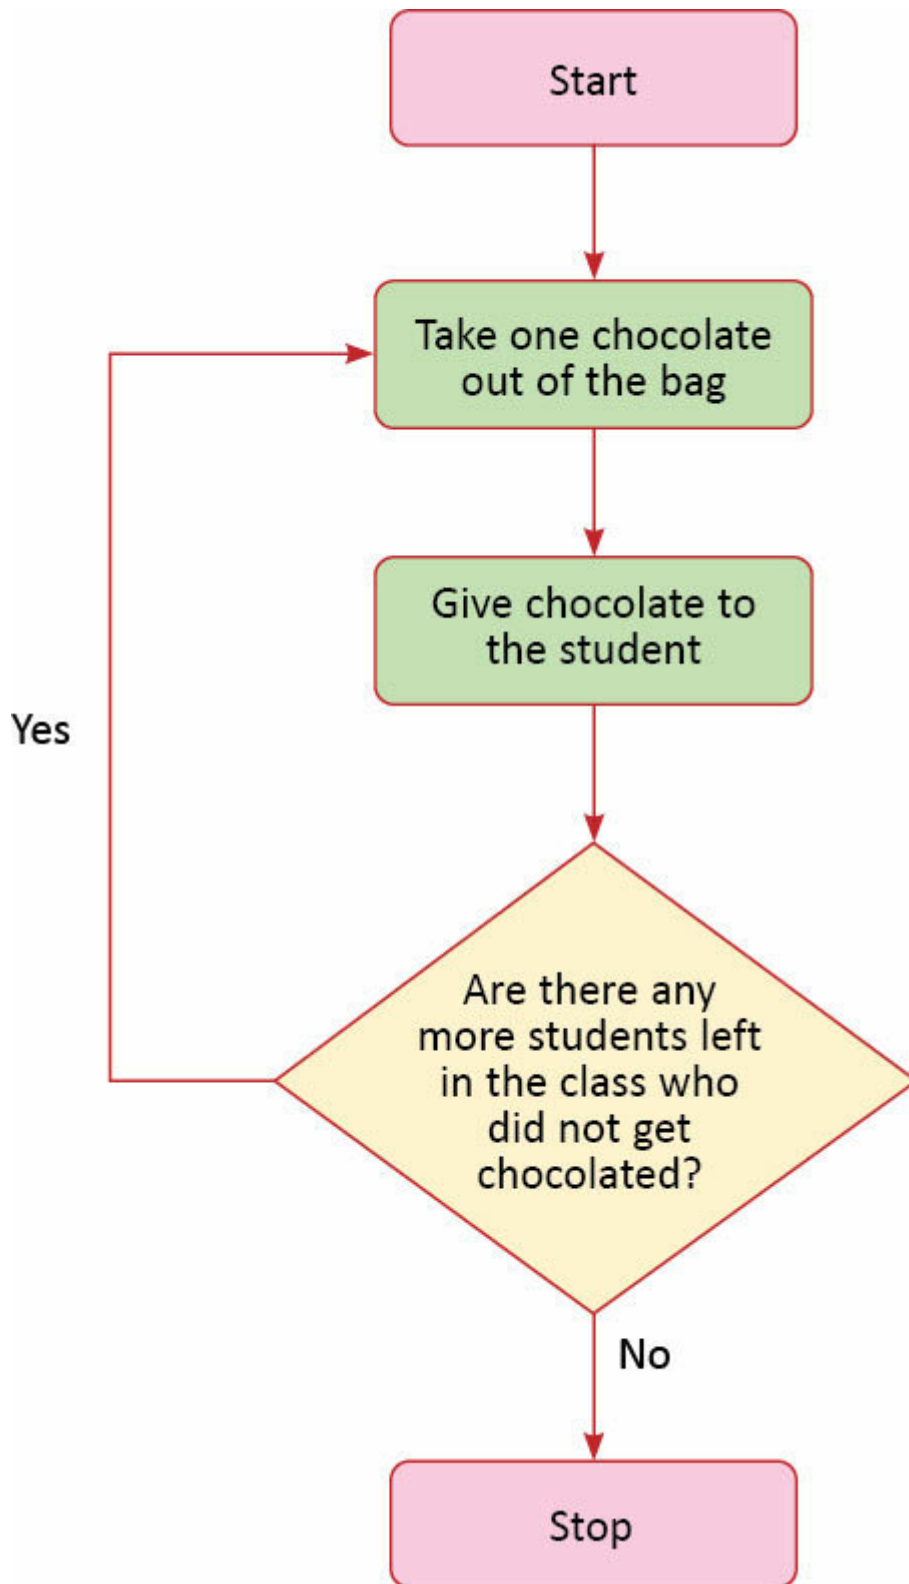 Start
Take one chocolate
out of the bag
Give chocolate to
the student
Yes
Are there any
more students left
in the class who
did not get
chocolated?
No
Stop